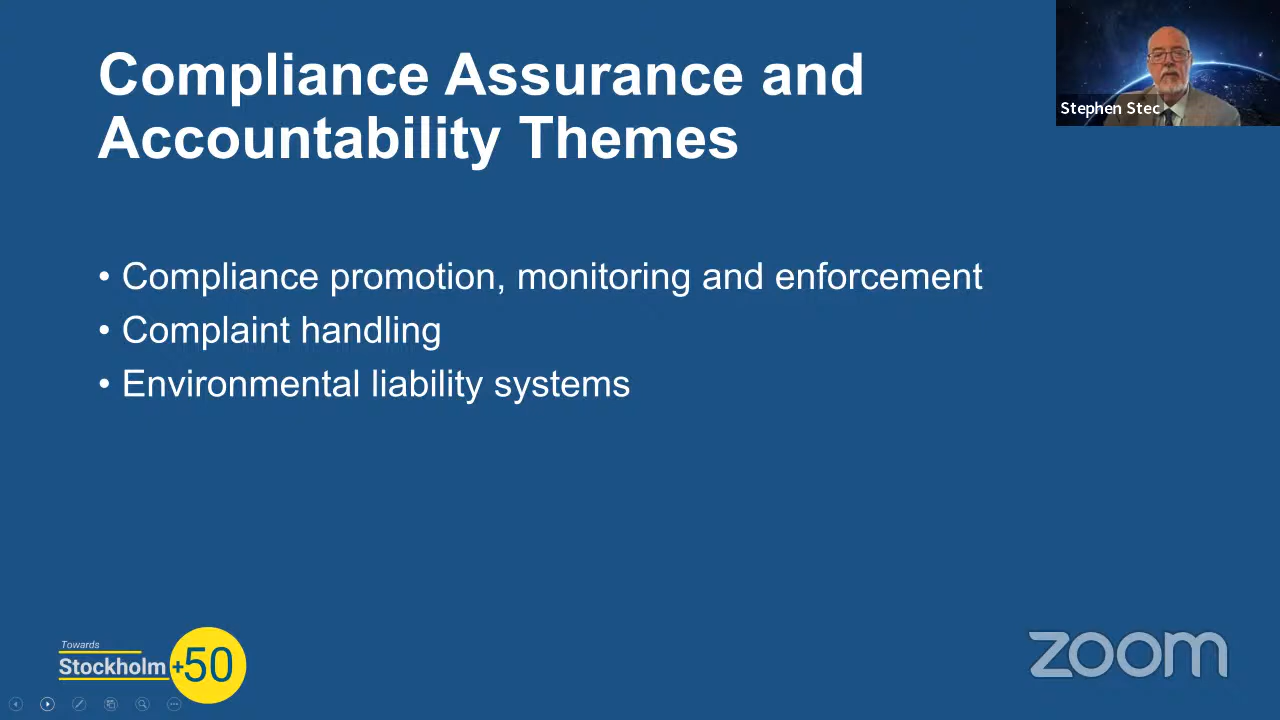 Compliance Assurance and
Accountability Themes
Stephen Stec
• Compliance promotion, monitoring and enforcement
• Complaint handling
• Environmental liability systems
Towards
Stockholm+50
zoom